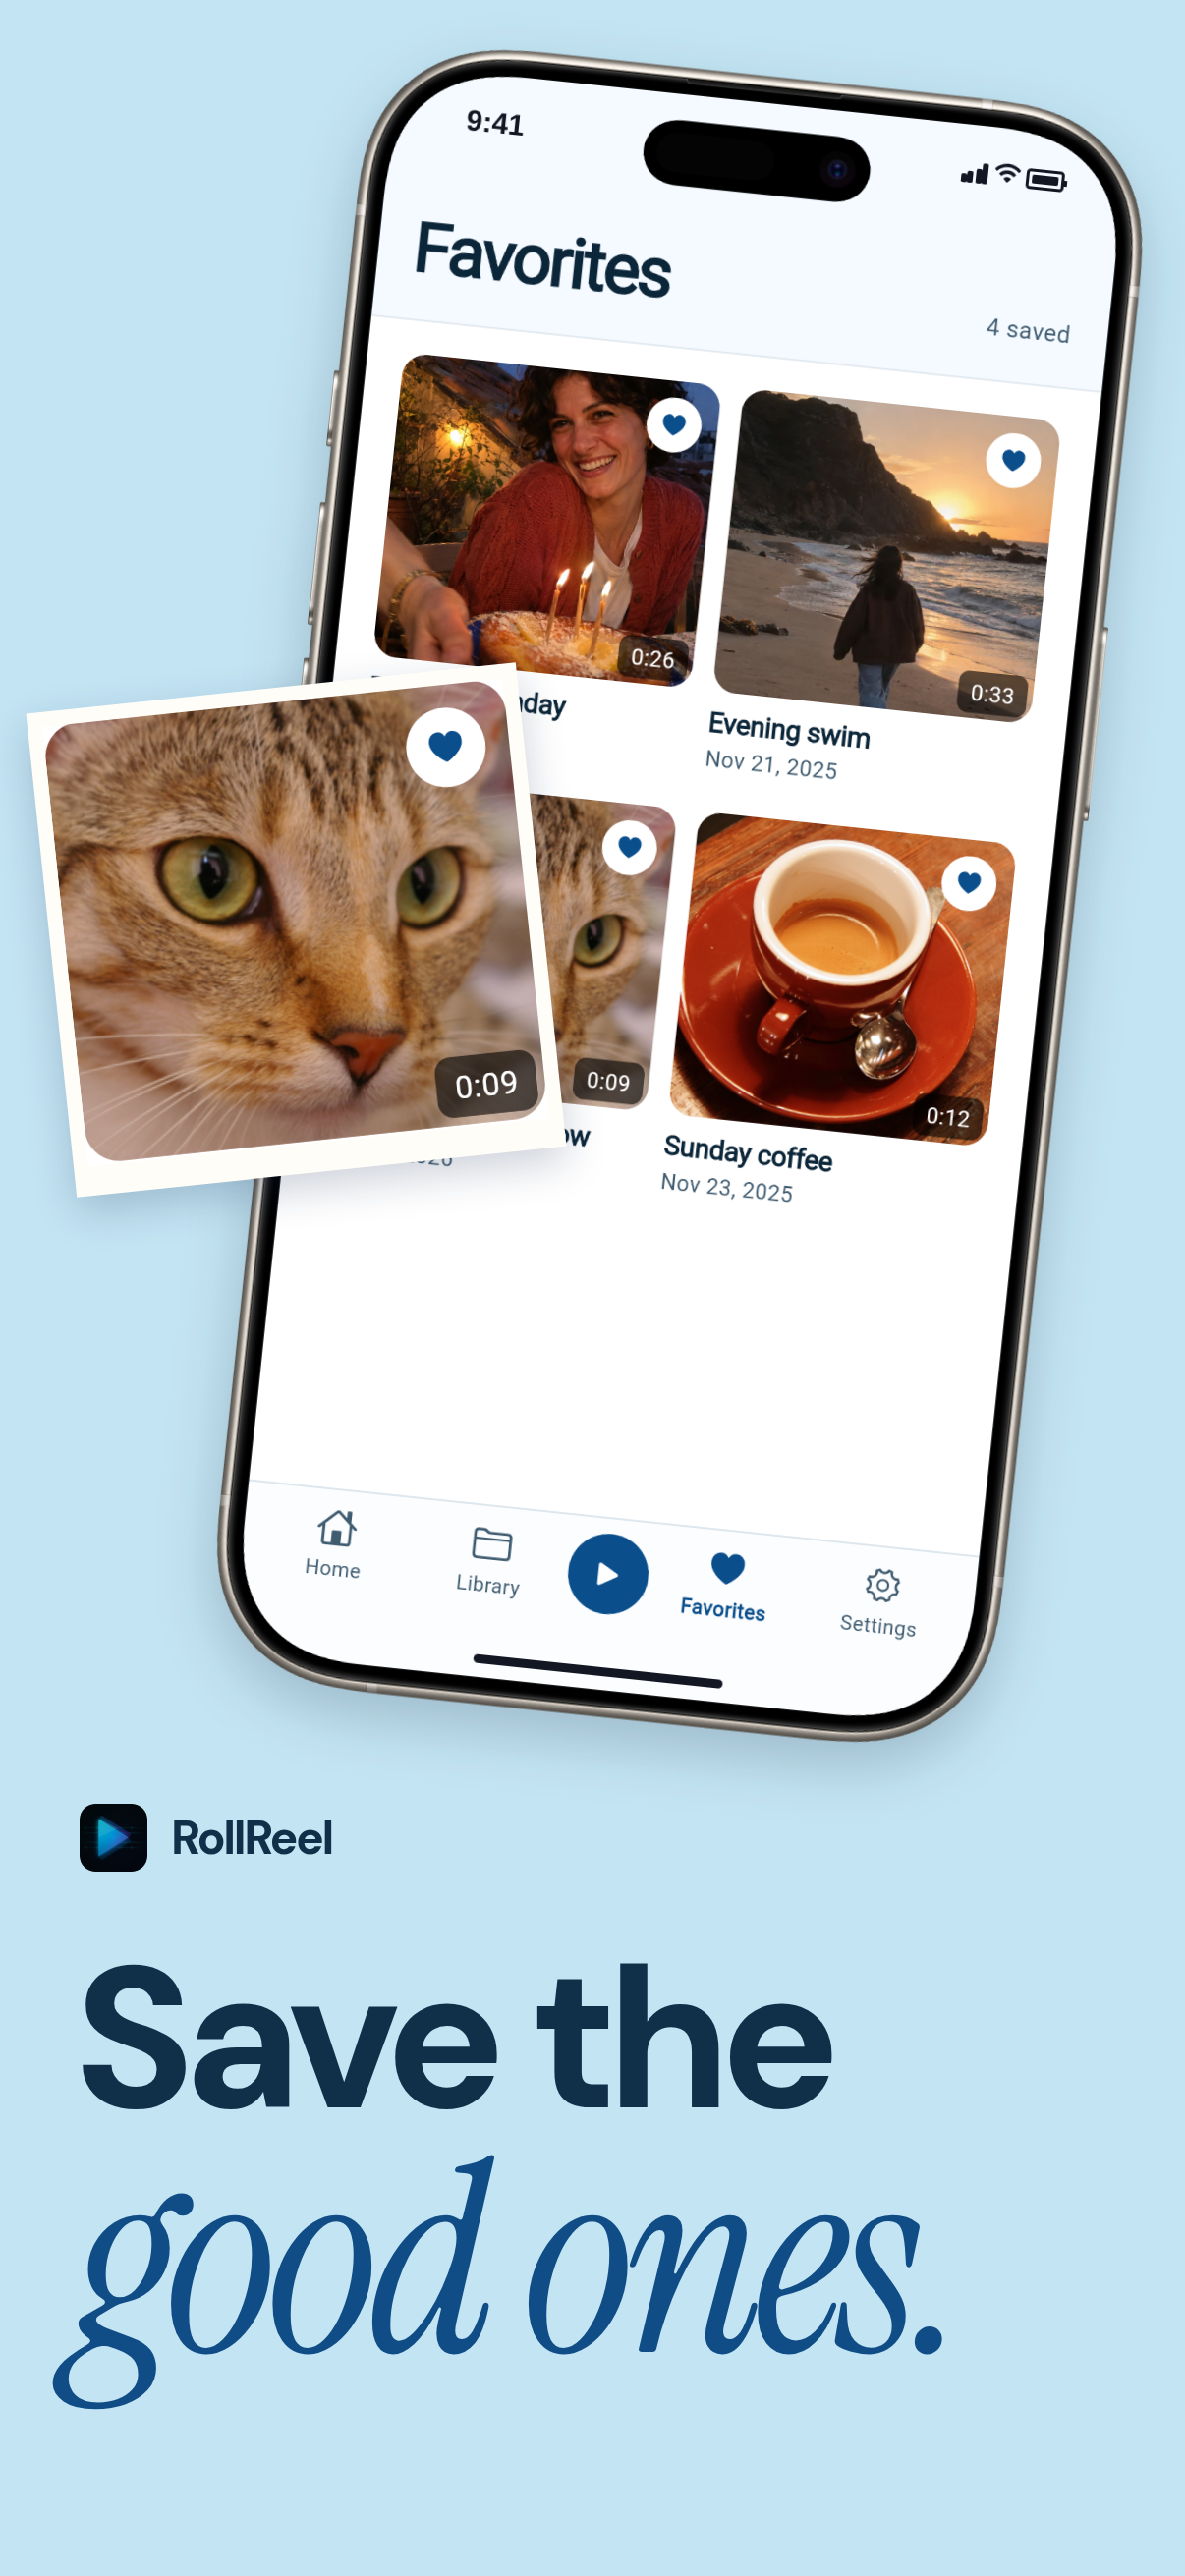 9:41
Favorites
4 saved
0:26
0:33
Evening swim
Nov 21, 2025
0:09
0:09
0:12
Sunday coffee
Nov 23, 2025
Home
Library
Favorites
Settings
RollReel
Save the
good ones.